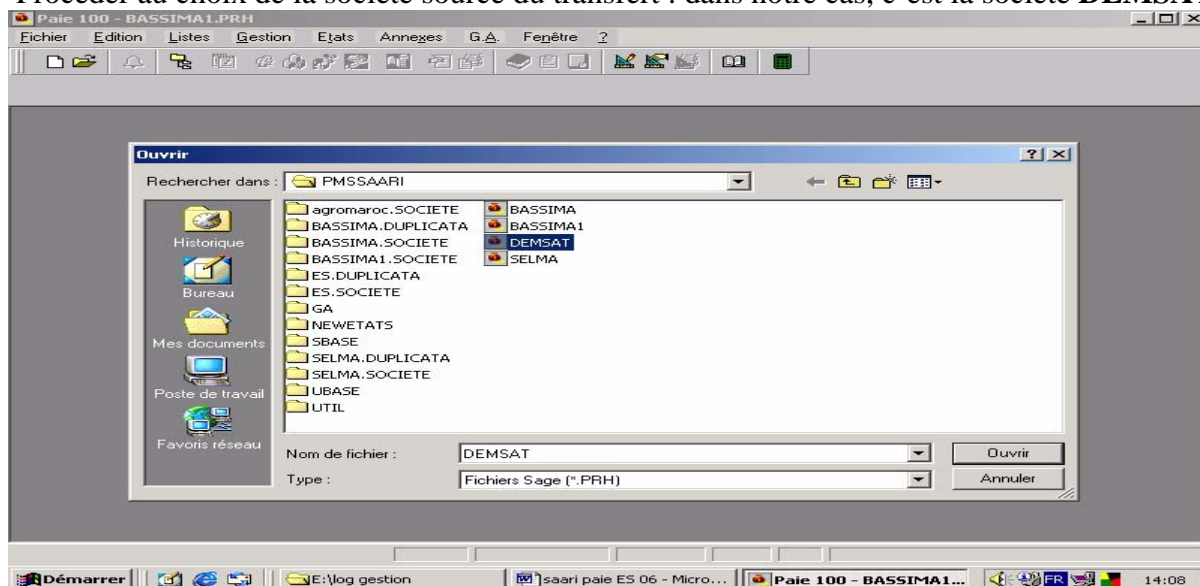 Procéder au choix de la société source du transfert : dans notre cas, c'est la société DEMSAT
Paie 100 - BASSIMA1.PRH
Fichier Edition Listes Gestion Etats Annexes G.A. Fenêtre ?
Ouvrir
Rechercher dans : PMSSAARI
Historique
Bureau
Mes documents
Poste de travail
Favoris réseau
agromaroc.SOCIETE
BASSIMA.DUPLICATA
BASSIMA.SOCIETE
BASSIMA1.SOCIETE
ES.DUPLICATA
ES.SOCIETE
GA
NEWETATS
SBASE
SELMA.DUPLICATA
SELMA.SOCIETE
UBASE
UTIL
BASSIMA
BASSIMA1
DEMSAT
SELMA
Nom de fichier : DEMSAT Ouvrir
Type : Fichiers Sage (*.PRH) Annuler
Démarrer E:\log gestion saari paie ES 06 - Micro... Paie 100 - BASSIMA1... FR 14:06